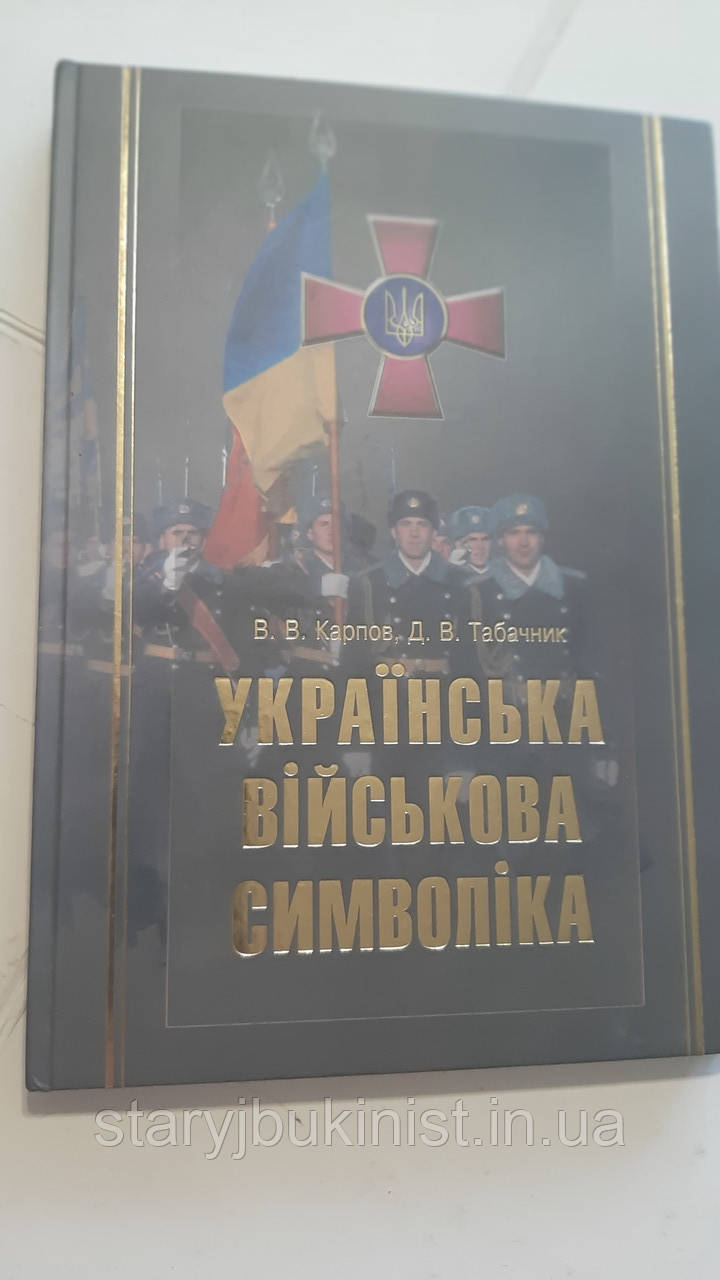 В. В. Карпов, Д. В. Табачник
УКРАЇНСЬКА
ВІЙСЬКОВА
СИМВОЛІКА
staryjbukinist.in.ua